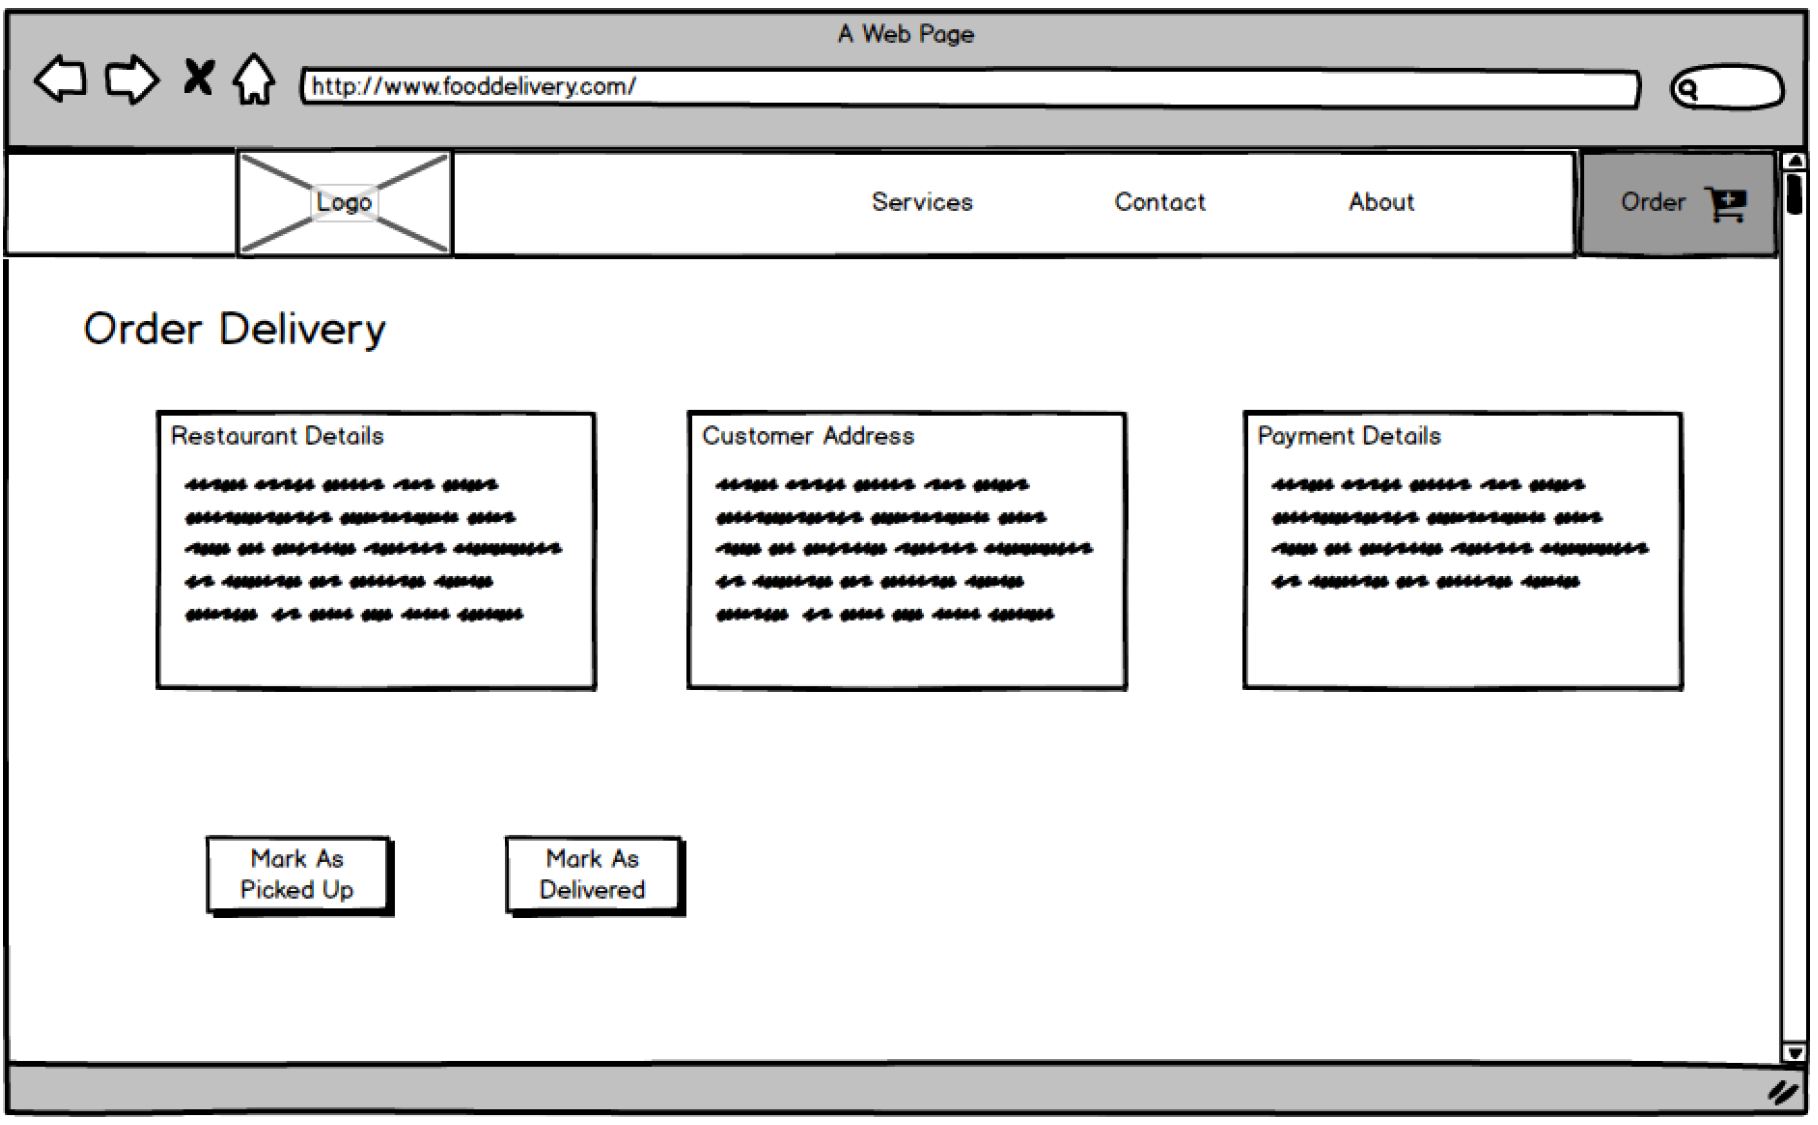 A Web Page
http://www.fooddelivery.com/
Logo
Services
Contact
About
Order
Order Delivery
Restaurant Details
Customer Address
Payment Details
Mark As
Picked Up
Mark As
Delivered